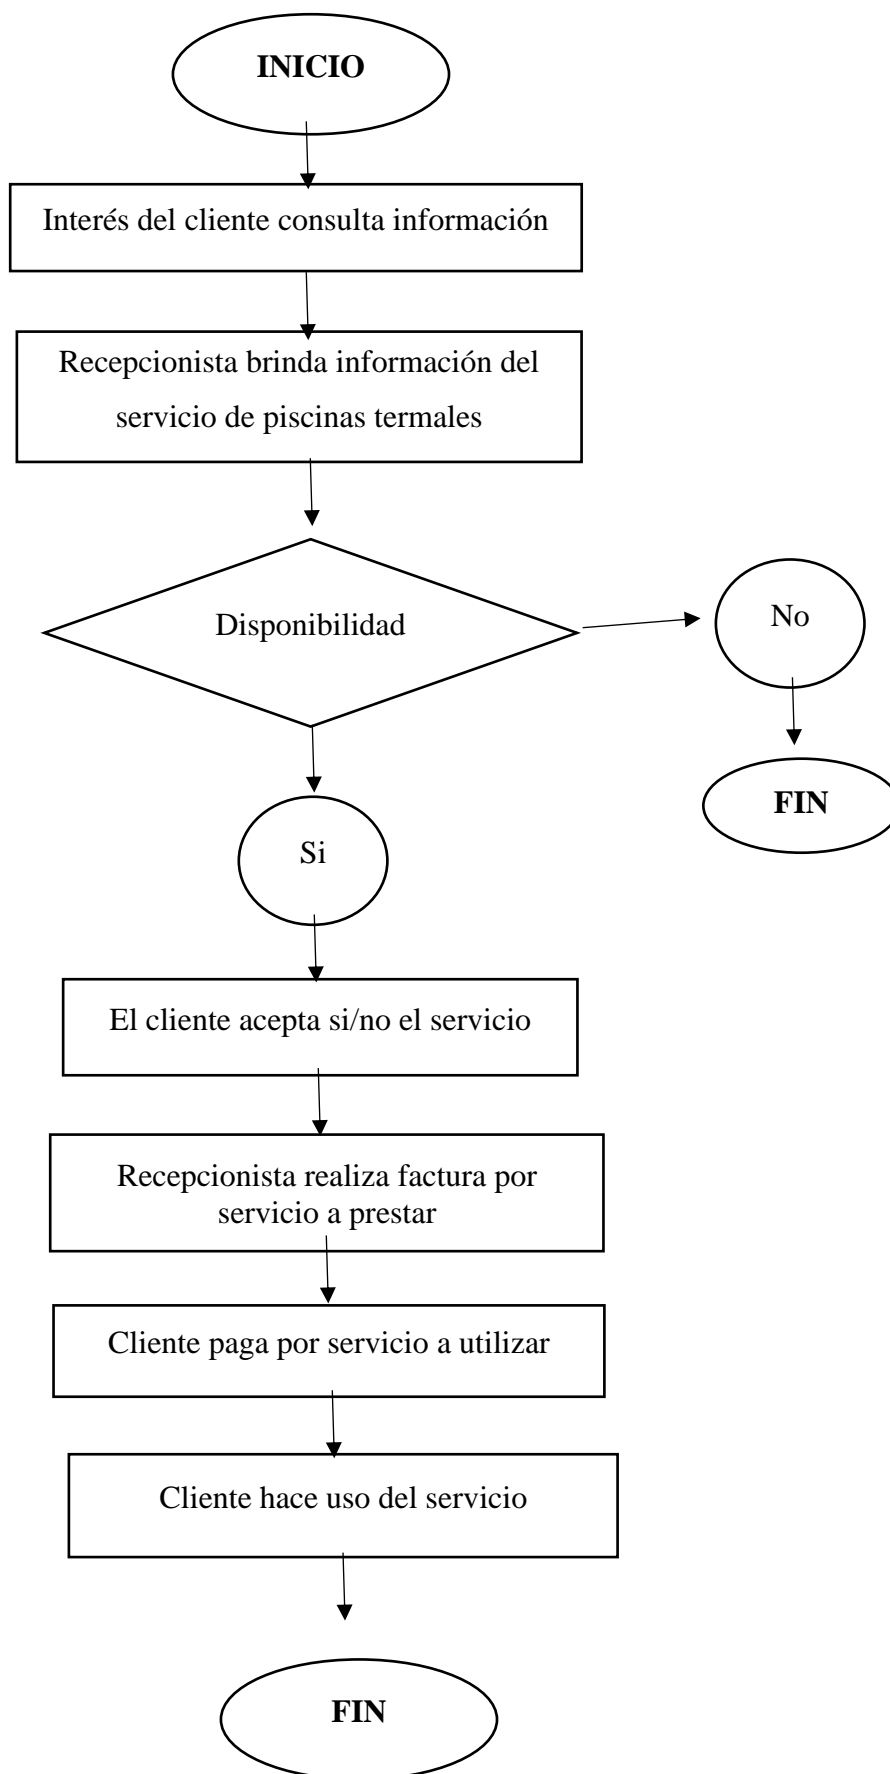 INICIO
Interés del cliente consulta información
Recepcionista brinda información del
servicio de piscinas termales
Disponibilidad
No
FIN
Si
El cliente acepta si/no el servicio
Recepcionista realiza factura por
servicio a prestar
Cliente paga por servicio a utilizar
Cliente hace uso del servicio
FIN